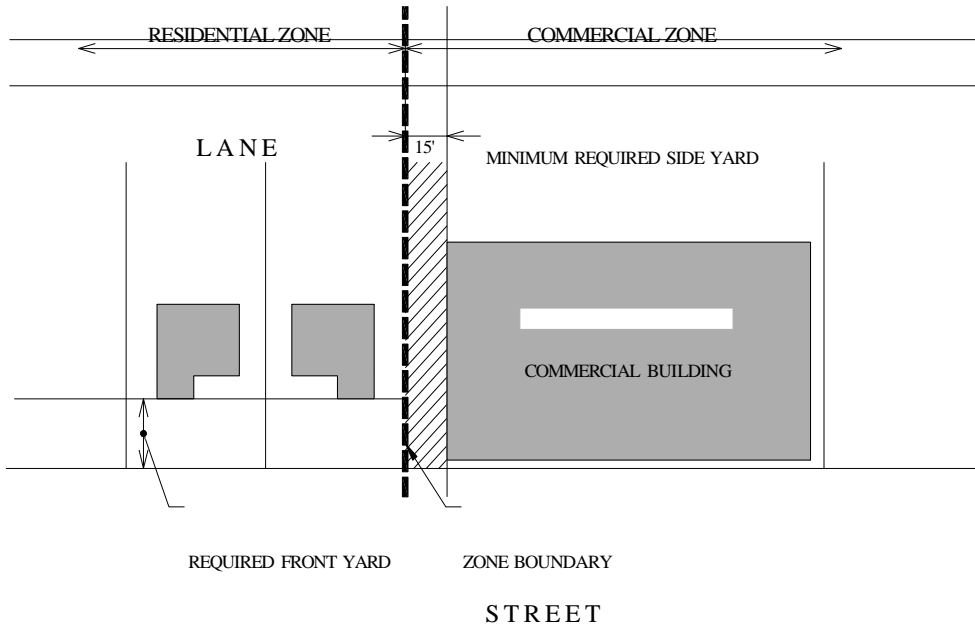 RESIDENTIAL ZONE
COMMERCIAL ZONE
LANE
15'
MINIMUM REQUIRED SIDE YARD
COMMERCIAL BUILDING
REQUIRED FRONT YARD
ZONE BOUNDARY
STREET